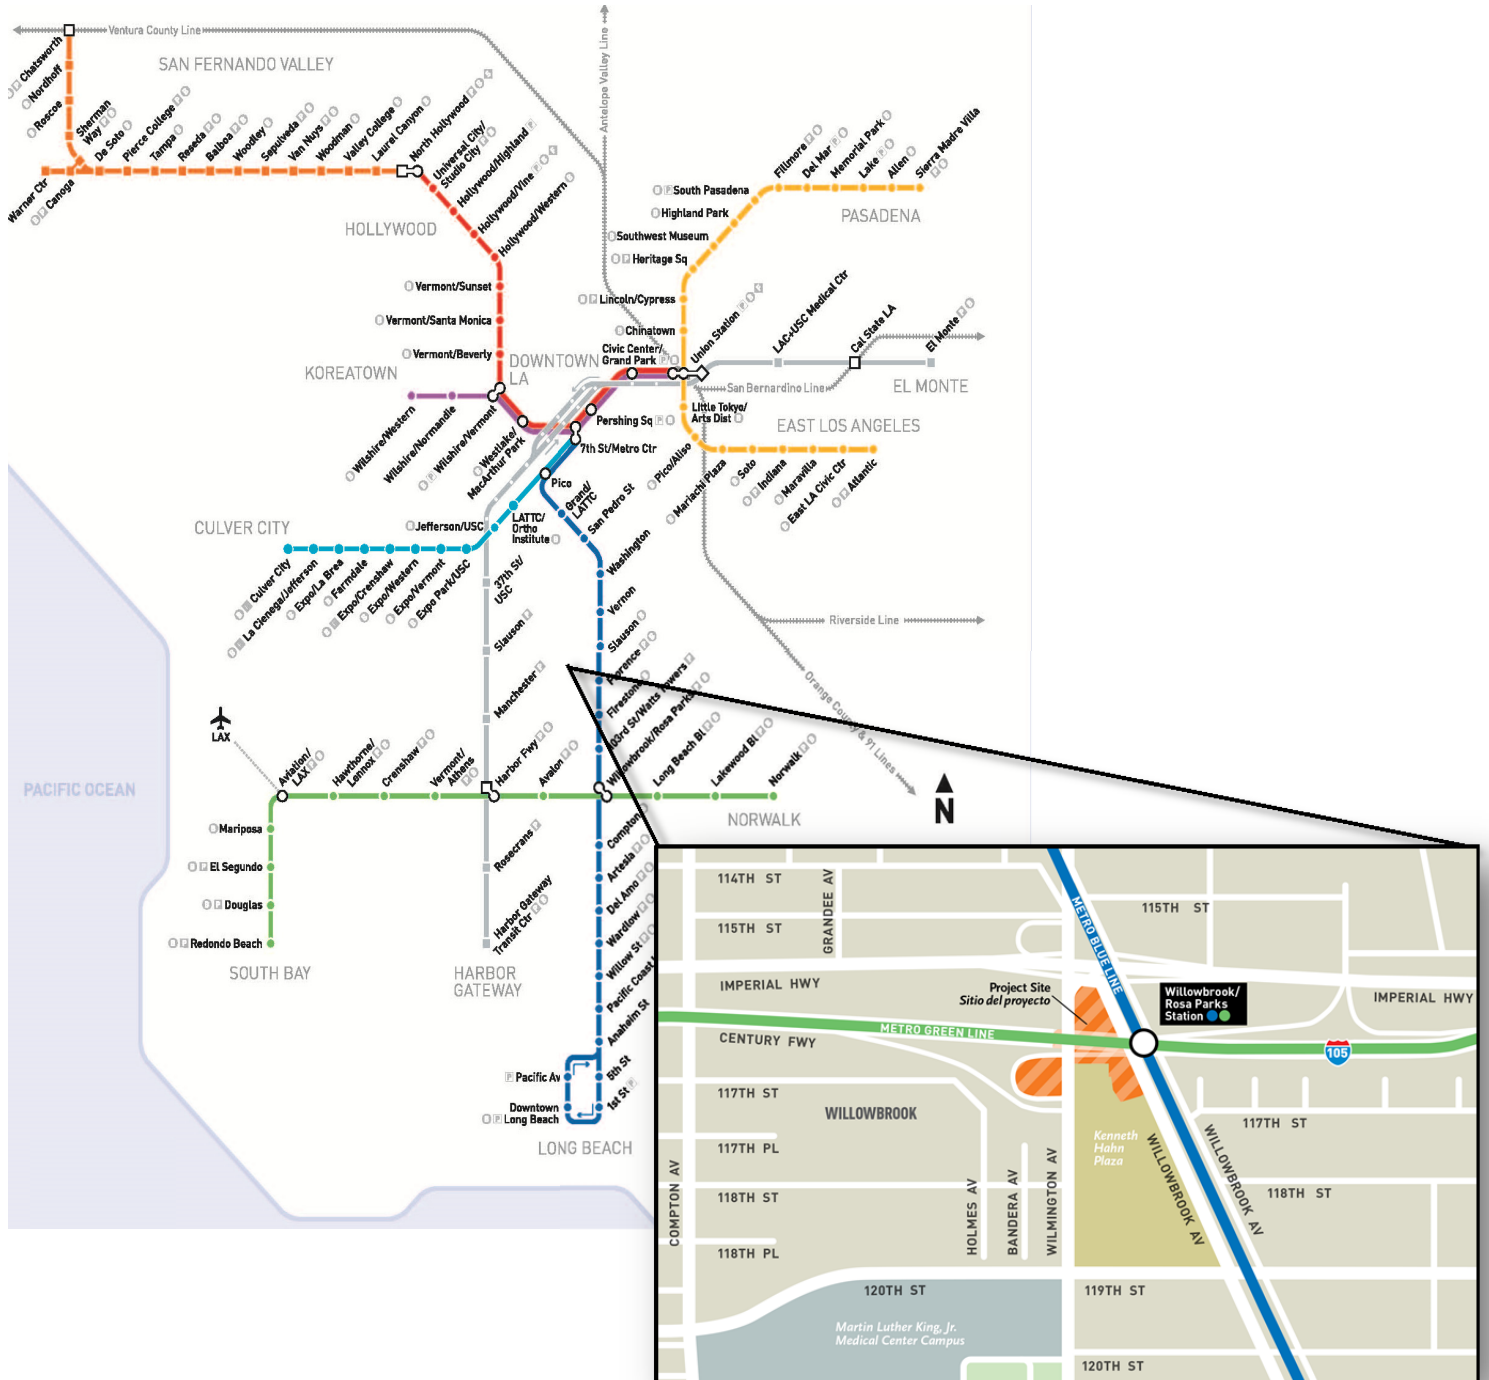 Ventura County Line
Antelope Valley Line
SAN FERNANDO VALLEY
Chatsworth
Nordhoff
Roscoe
Sherman
Way
De Soto
Pierce College
Tampa
Reseda
Balboa
Woodley
Sepulveda
Van Nuys
Woodman
Valley College
Laurel Canyon
North Hollywood
Warner Ctr
Canoga
Universal City/
Studio City
Hollywood/Highland
Hollywood/Vine
Hollywood/Western
HOLLYWOOD
Vermont/Sunset
Vermont/Santa Monica
Vermont/Beverly
KOREATOWN
DOWNTOWN
LA
Wilshire/Western
Wilshire/Normandie
Wilshire/Vermont
Westlake/
MacArthur Park
Civic Center/
Grand Park
Pershing Sq
7th St/Metro Ctr
Pico
Union Station
Fillmore
Del Mar
Memorial Park
Lake
Allen
Sierra Madre Villa
PASADENA
South Pasadena
Highland Park
Southwest Museum
Heritage Sq
Lincoln/Cypress
Chinatown
LAC+USC Medical Ctr
Cal State LA
El Monte
San Bernardino Line
EL MONTE
Little Tokyo/
Arts Dist
EAST LOS ANGELES
Pico/Aliso
Mariachi Plaza
Soto
Indiana
Maravilla
East LA Civic Ctr
Atlantic
CULVER CITY
Jefferson/USC
LATTC/
Ortho
Institute
Culver City
La Cienega/Jefferson
Expo/La Brea
Farmdale
Expo/Crenshaw
Expo/Western
Expo/Vermont
Expo Park/USC
37th St/
USC
Slauson
Manchester
Grand/
LATTC
San Pedro St
Washington
Vernon
Slauson
Florence
Firestone
103rd St/Watts Towers
Willowbrook/Rosa Parks
Riverside Line
Orange County & 91 Lines
LAX
Aviation/
LAX
Hawthorne/
Lennox
Crenshaw
Vermont/
Athens
Harbor Fwy
Avalon
Long Beach Bl
Lakewood Bl
Norwalk
NORWALK
N
PACIFIC OCEAN
Mariposa
El Segundo
Douglas
Redondo Beach
SOUTH BAY
Rosecrans
Harbor Gateway
Transit Ctr
HARBOR
GATEWAY
Compton
Artesia
Del Amo
Wardlow
Willow St
Pacific Coast
Anaheim St
5th St
1st St
Pacific Av
Downtown
Long Beach
LONG BEACH
114TH ST
GRANDEE AV
115TH ST
115TH ST
METRO BLUE LINE
IMPERIAL HWY
IMPERIAL HWY
Project Site
Sitio del proyecto
Willowbrook/
Rosa Parks
Station
METRO GREEN LINE
CENTURY FWY
105
117TH ST
WILLOWBROOK
117TH ST
Kenneth
Hahn
Plaza
WILLOWBROOK AV
WILLOWBROOK AV
117TH PL
118TH ST
118TH ST
COMPTON AV
HOLMES AV
BANDERA AV
WILMINGTON AV
118TH PL
120TH ST
119TH ST
Martin Luther King, Jr.
Medical Center Campus
120TH ST